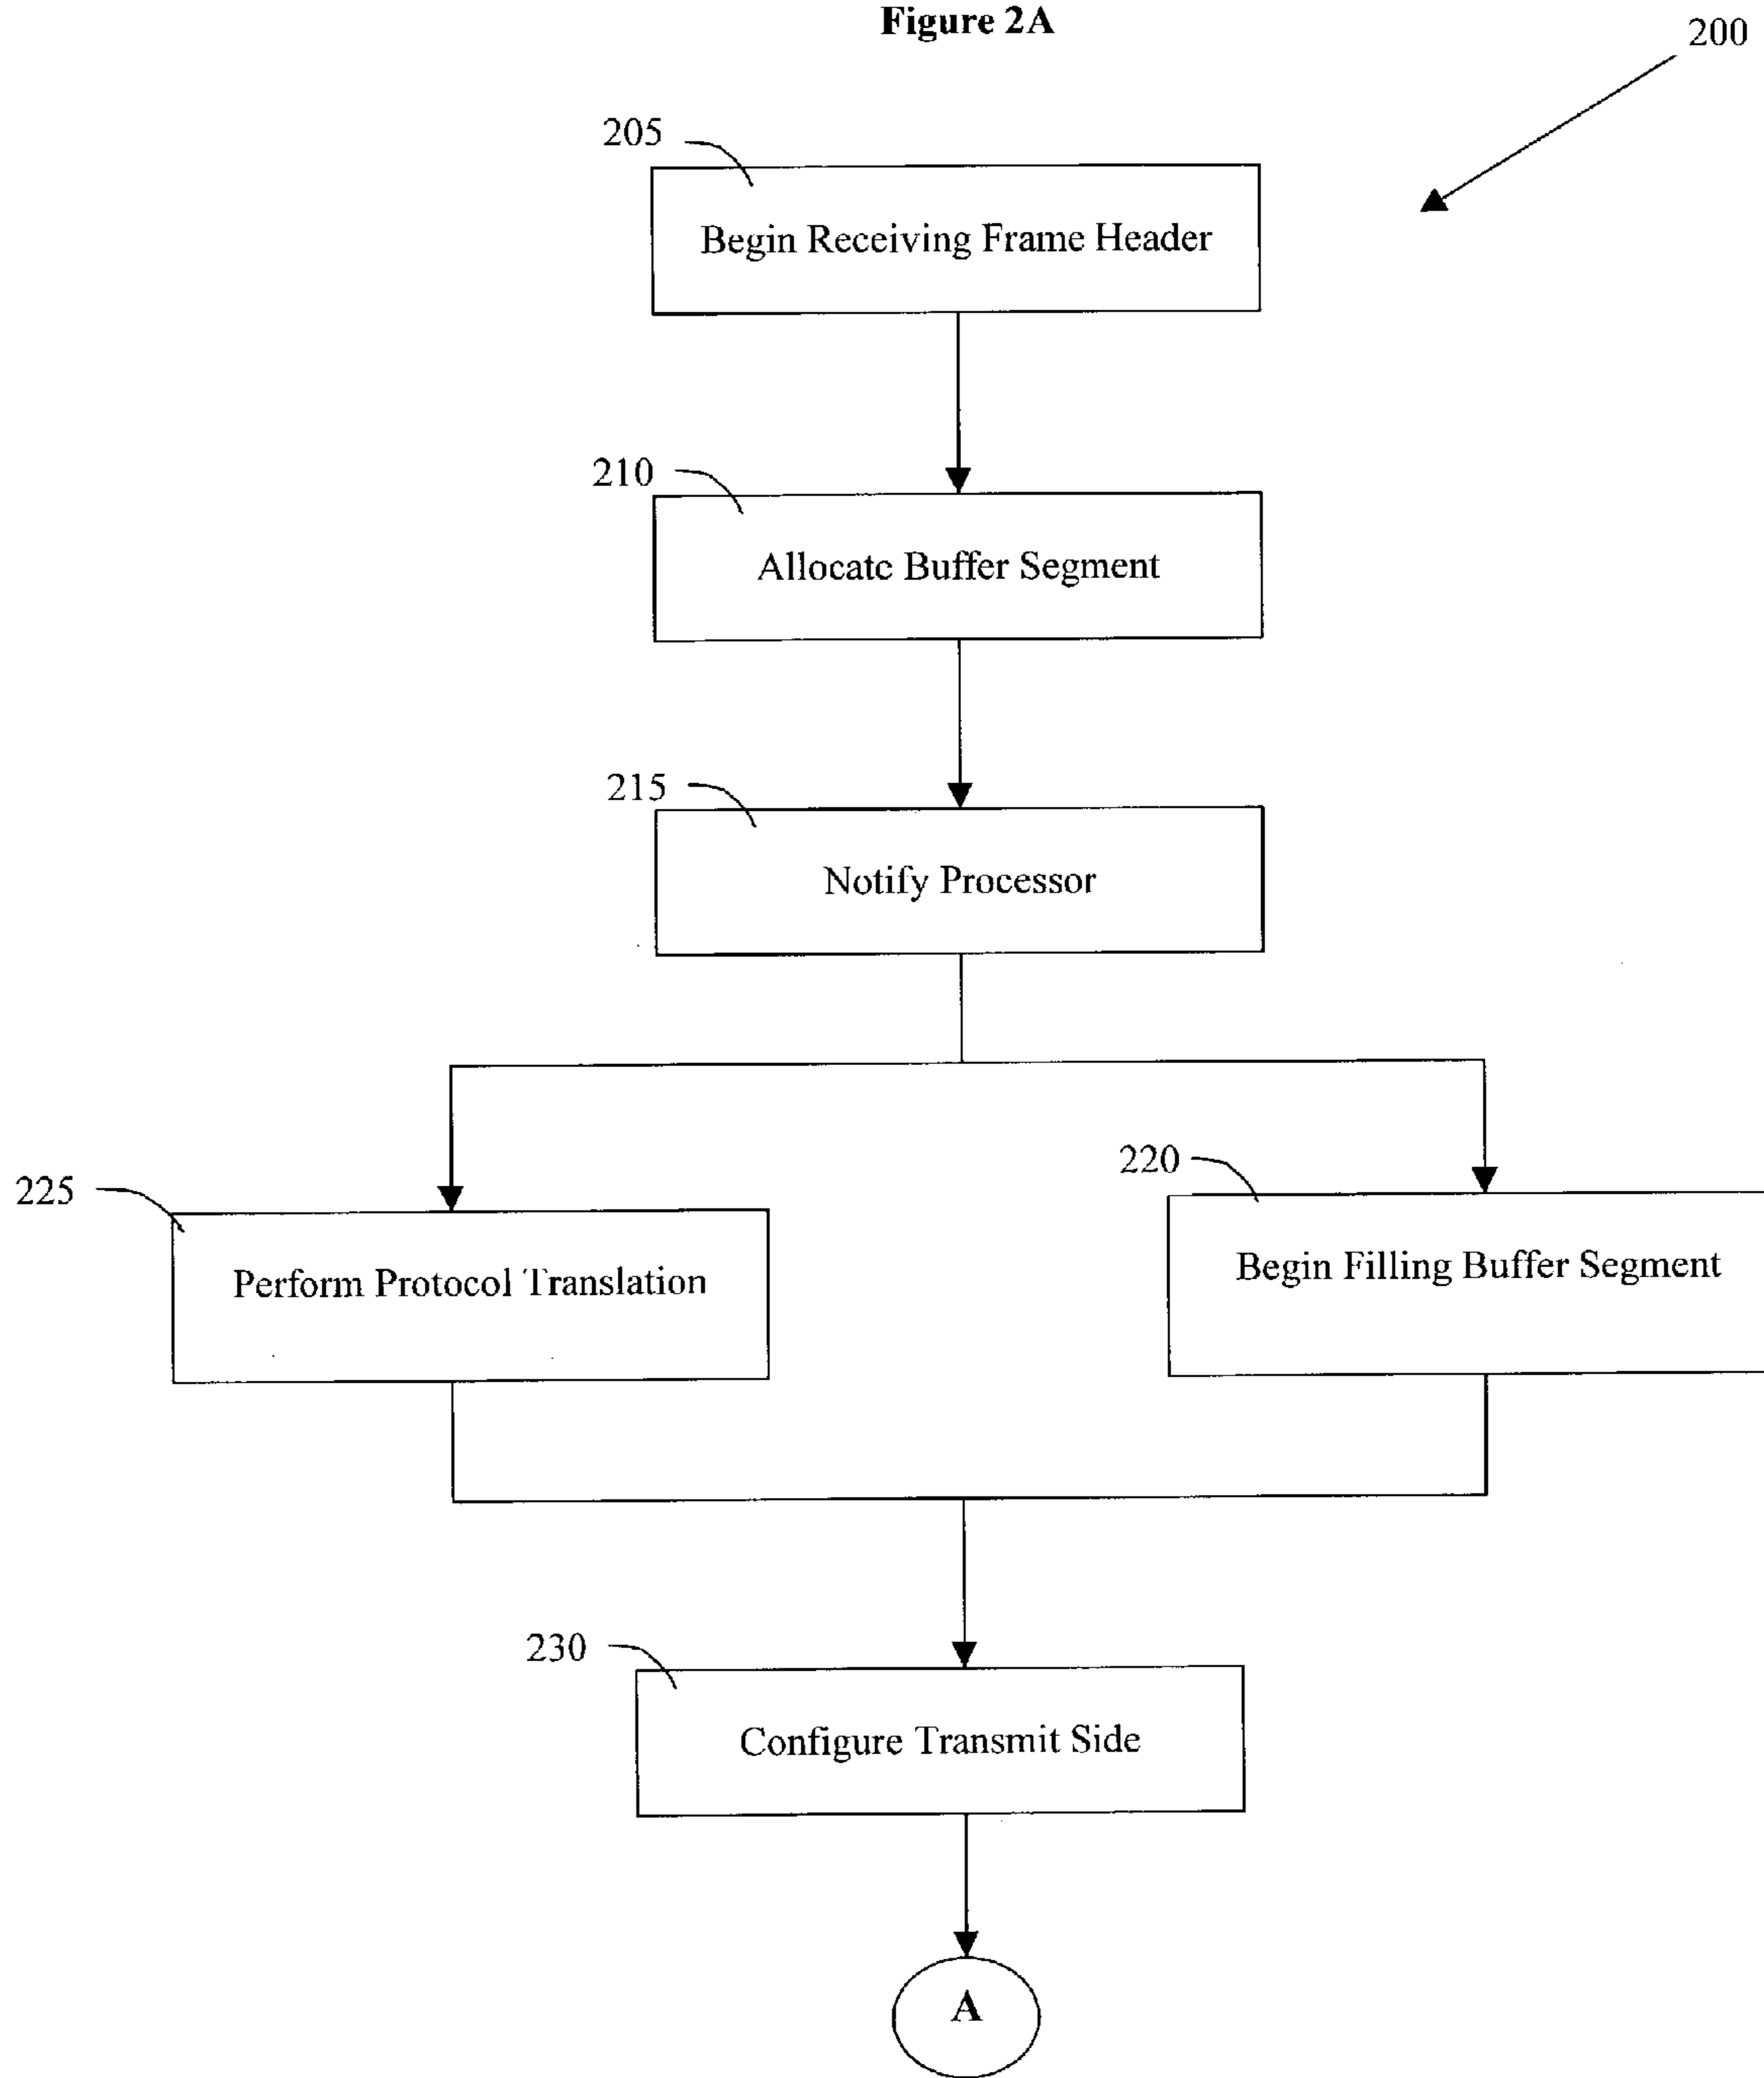 Figure 2A
200
205
Begin Receiving Frame Header
210
Allocate Buffer Segment
215
Notify Processor
220
225
Begin Filling Buffer Segment
Perform Protocol Translation
230
Configure Transmit Side
A